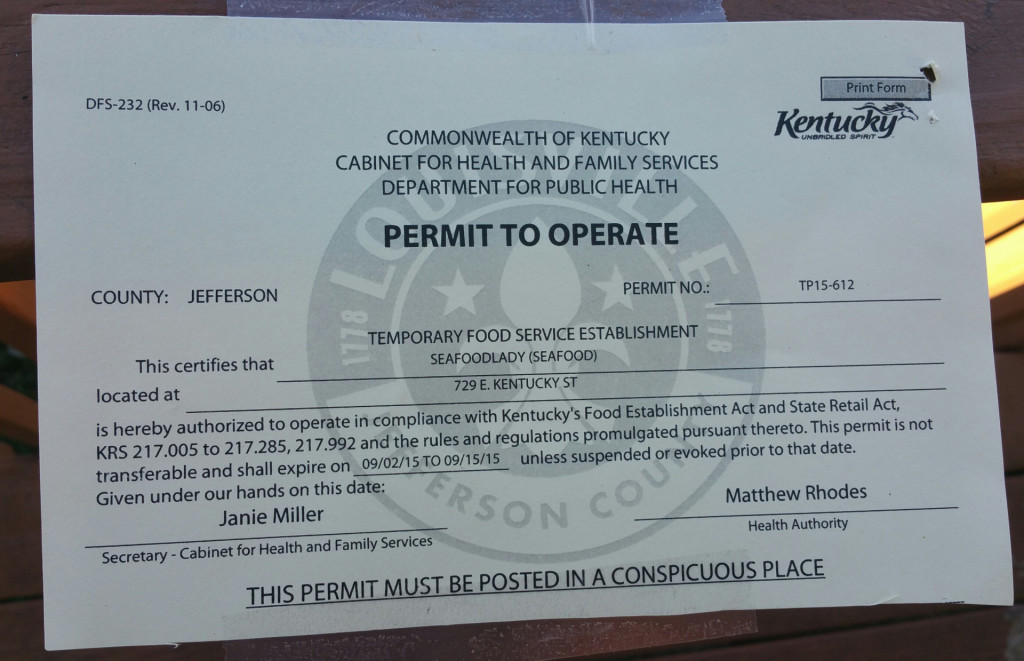 Print Form
DFS-232 (Rev. 11-06)
Kentucky
UNBRIDLED SPIRIT
COMMONWEALTH OF KENTUCKY
CABINET FOR HEALTH AND FAMILY SERVICES
DEPARTMENT FOR PUBLIC HEALTH
PERMIT TO OPERATE
COUNTY: JEFFERSON
PERMIT NO.: TP15-612
TEMPORARY FOOD SERVICE ESTABLISHMENT
This certifies that SEAFOODLADY (SEAFOOD)
located at 729 E. KENTUCKY ST
is hereby authorized to operate in compliance with Kentucky's Food Establishment Act and State Retail Act,
KRS 217.005 to 217.285, 217.992 and the rules and regulations promulgated pursuant thereto. This permit is not
transferable and shall expire on 09/02/15 TO 09/15/15 unless suspended or evoked prior to that date.
Given under our hands on this date:
Janie Miller
Secretary - Cabinet for Health and Family Services
Matthew Rhodes
Health Authority
THIS PERMIT MUST BE POSTED IN A CONSPICUOUS PLACE
LOUISVILLE
1778
1778
JEFFERSON COUNTY